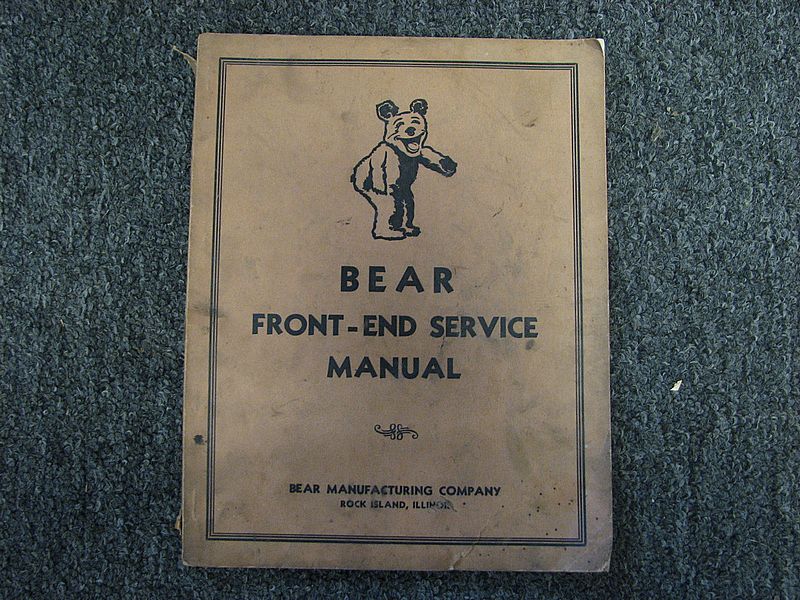 BEAR
FRONT-END SERVICE
MANUAL
BEAR MANUFACTURING COMPANY
ROCK ISLAND, ILLINOIS